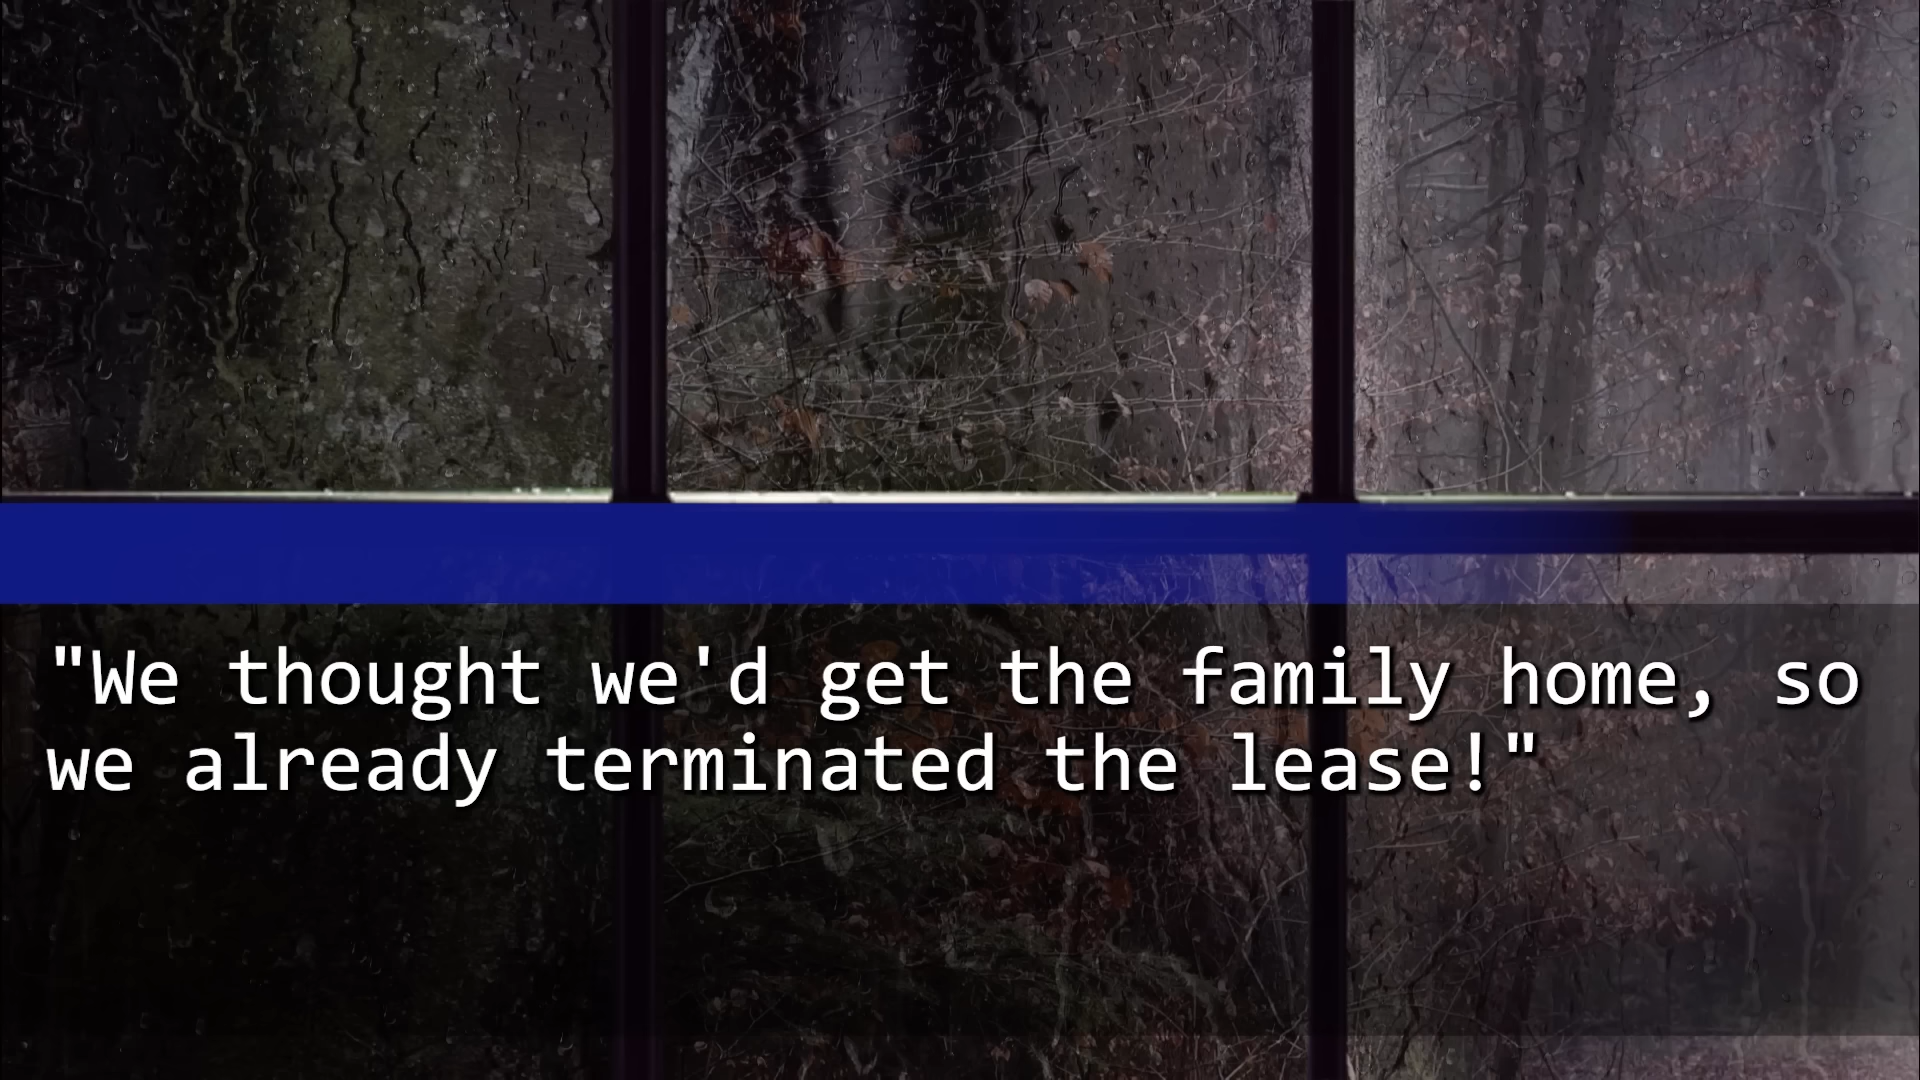 "We thought we'd get the family home, so
we already terminated the lease!"